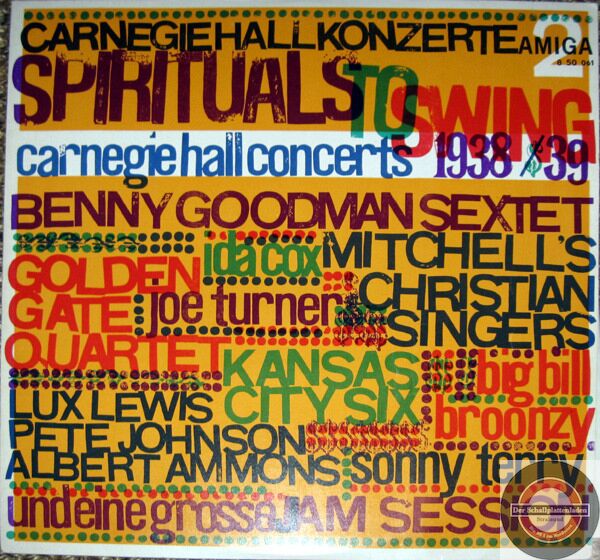 CARNEGIE HALL KONZERTE AMIGA
2
8 50 061
SPIRITUALS TO SWING
carnegie hall concerts 1938/39
BENNY GOODMAN SEXTET
GOLDEN GATE QUARTET
ida cox
joe turner
MITCHELL'S CHRISTIAN SINGERS
KANSAS CITY SIX
big bill broonzy
LUX LEWIS
PETE JOHNSON
ALBERT AMMONS
sonny terry
und eine grosse JAM SESSION
Der Schallplattenladen
Stralsund